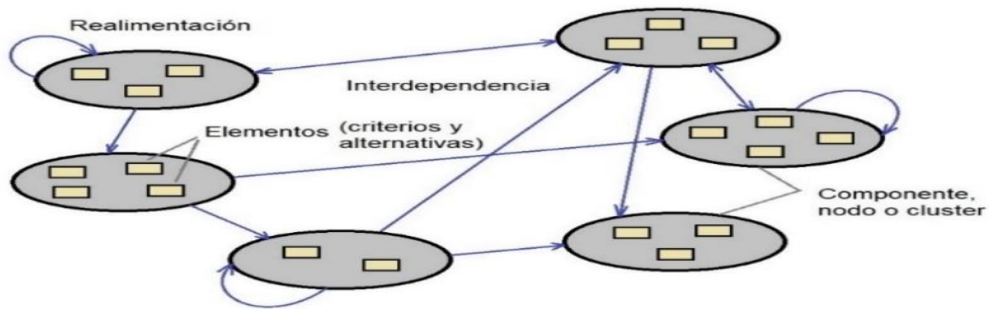 Realimentación
Interdependencia
Elementos (criterios y
alternativas)
Componente,
nodo o cluster